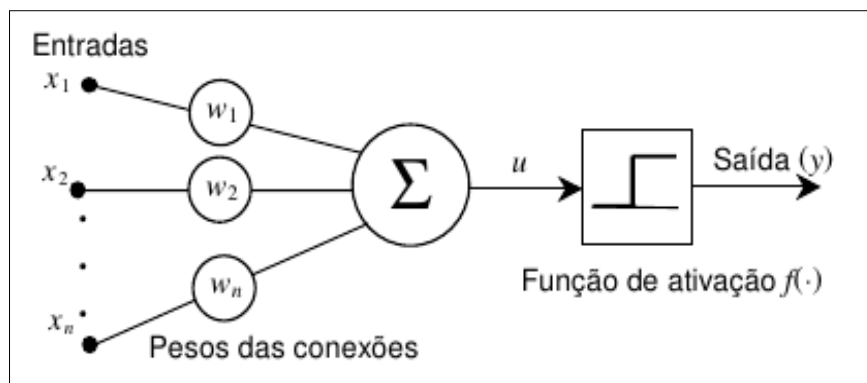 Entradas
x₁
w₁
x₂
w₂
Σ
u
Saída (y)
wₙ
Função de ativação f(·)
xₙ
Pesos das conexões